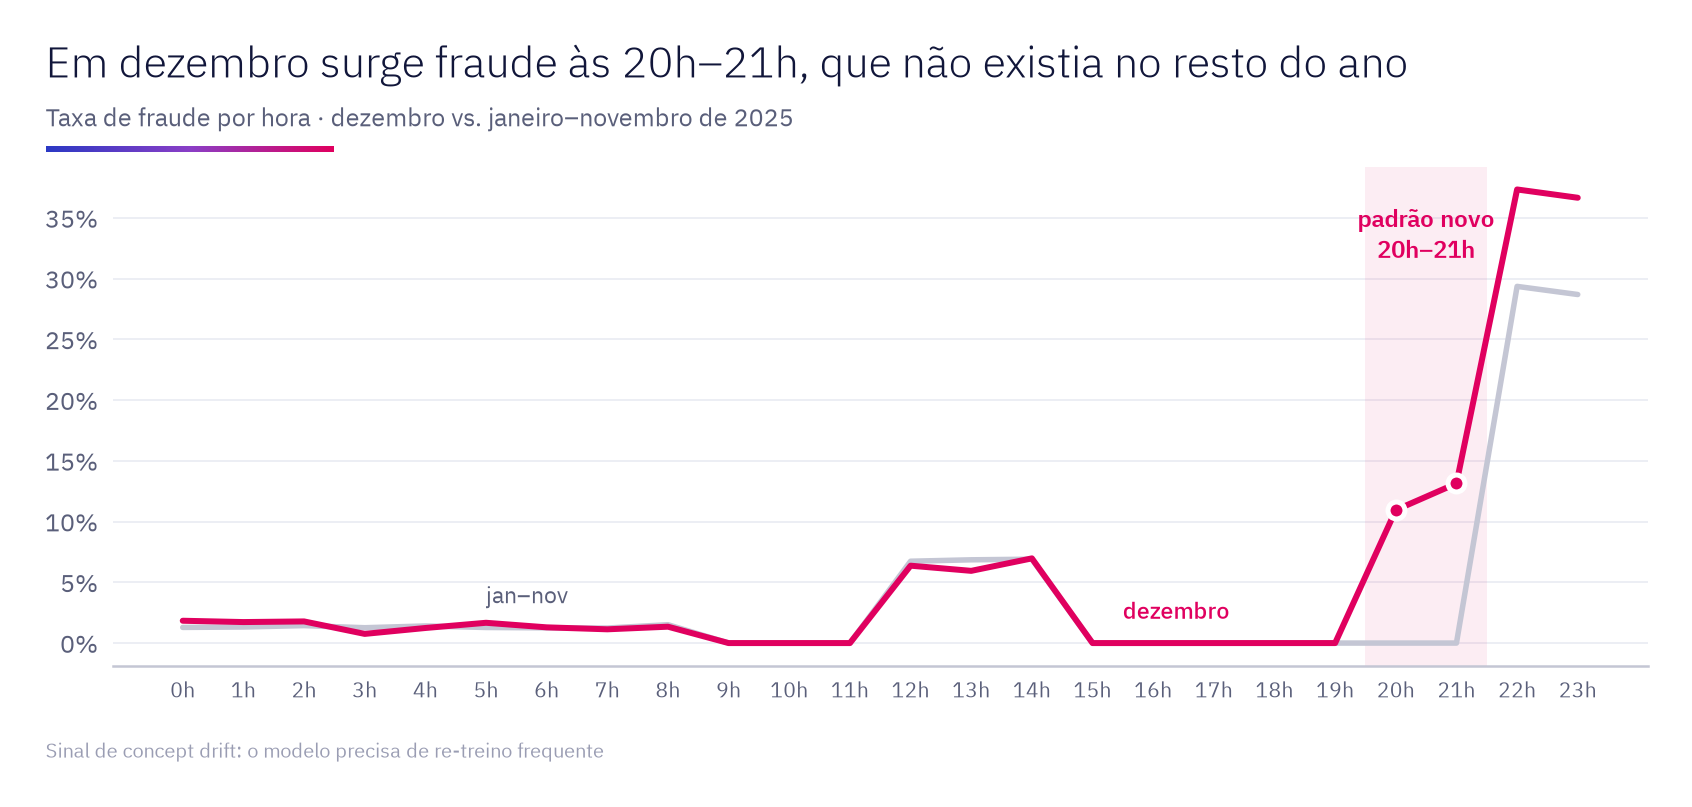 Em dezembro surge fraude às 20h–21h, que não existia no resto do ano
Taxa de fraude por hora · dezembro vs. janeiro–novembro de 2025
35%
padrão novo
20h–21h
30%
25%
20%
15%
10%
5%
jan–nov
dezembro
0%
0h 1h 2h 3h 4h 5h 6h 7h 8h 9h 10h 11h 12h 13h 14h 15h 16h 17h 18h 19h 20h 21h 22h 23h
Sinal de concept drift: o modelo precisa de re-treino frequente